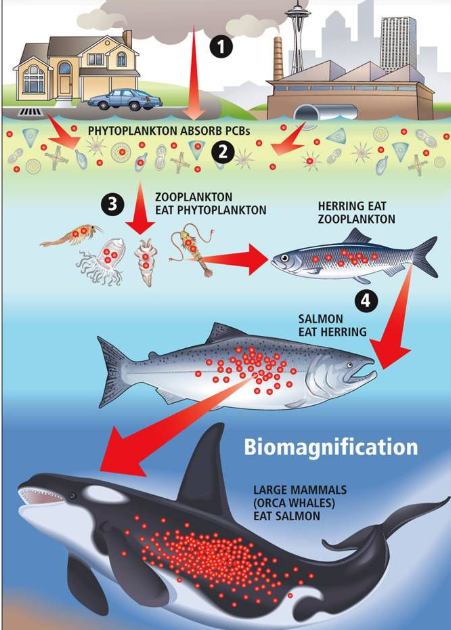 1
PHYTOPLANKTON ABSORB PCBs
2
3
ZOOPLANKTON
EAT PHYTOPLANKTON
HERRING EAT
ZOOPLANKTON
4
SALMON
EAT HERRING
Biomagnification
LARGE MAMMALS
(ORCA WHALES)
EAT SALMON